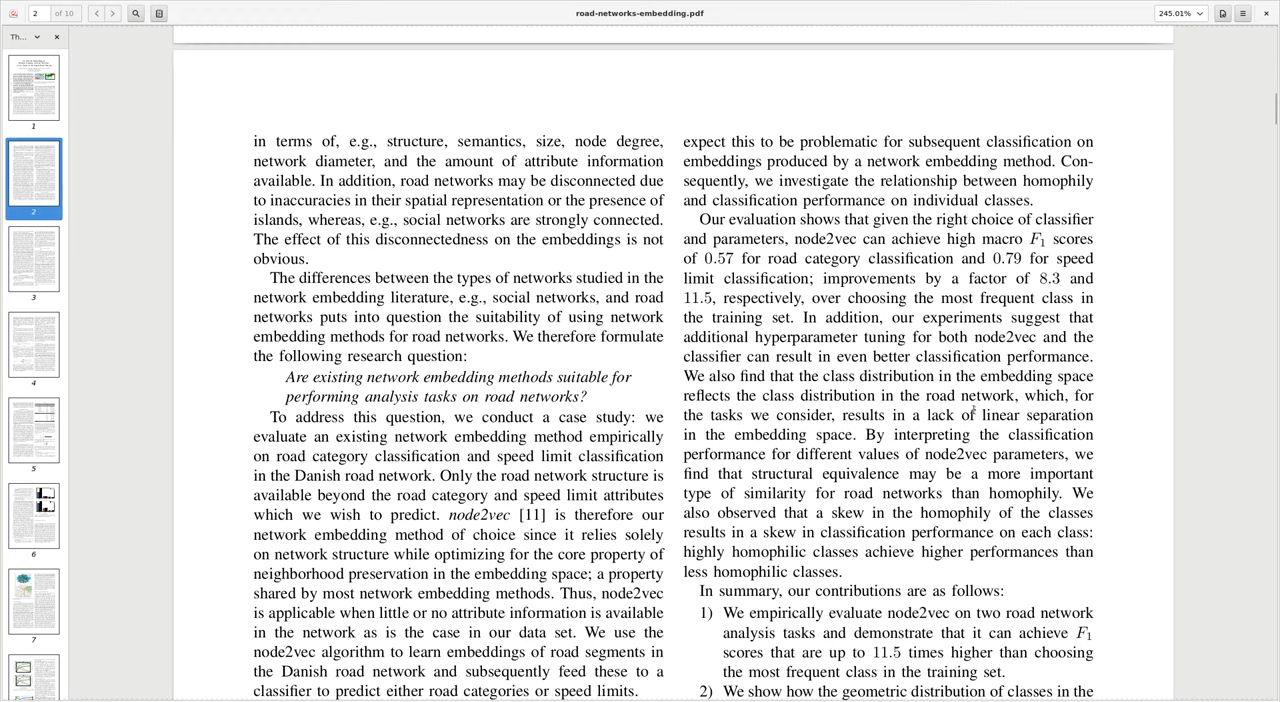 2
of 10
road-networks-embedding.pdf
245.01%
Th...
1
2
3
4
5
6
7
in terms of, e.g., structure, semantics, size, node degree,
network diameter, and the amount of attribute information
available. In addition, road networks may be disconnected due
to inaccuracies in their spatial representation or the presence of
islands, whereas, e.g., social networks are strongly connected.
The effect of this disconnectedness on the embeddings is not
obvious.
The differences between the types of networks studied in the
network embedding literature, e.g., social networks, and road
networks puts into question the suitability of using network
embedding methods for road networks. We therefore formulate
the following research question:
Are existing network embedding methods suitable for
performing analysis tasks on road networks?
To address this question, we conduct a case study: we
evaluate an existing network embedding method empirically
on road category classification and speed limit classification
in the Danish road network. Only the road network structure is
available beyond the road category and speed limit attributes
which we wish to predict. node2vec [11] is therefore our
network embedding method of choice since it relies solely
on network structure while optimizing for the core property of
neighborhood preservation in the embedding space: a property
shared by most network embedding methods. Thus, node2vec
is applicable when little or no attribute information is available
in the network as is the case in our data set. We use the
node2vec algorithm to learn embeddings of road segments in
the Danish road network and subsequently use these to train
classifiers to predict either road categories or speed limits.
expect this to be problematic for subsequent classification on
embeddings produced by a network embedding method. Con-
sequently, we investigate the relationship between homophily
and classification performance on individual classes.
Our evaluation shows that given the right choice of classifier
and parameters, node2vec can achieve high macro F1 scores
of 0.57 for road category classification and 0.79 for speed
limit classification, improvements by a factor of 8.3 and
11.5, respectively, over choosing the most frequent class in
the training set. In addition, our experiments suggest that
additional hyperparameter tuning for both node2vec and the
classifier can result in even better classification performance.
We also find that the class distribution in the embedding space
reflects the class distribution in the road network, which, for
the tasks we consider, results in a lack of linear separation
in the embedding space. By interpreting the classification
performance for different values of node2vec parameters, we
find that structural equivalence may be a more important
type of similarity in road networks than homophily. We
also observed that a skew in the homophily of the classes
results in a skew in classification performance on each class:
highly homophilic classes achieve higher performances than
less homophilic classes.
In summary, our contributions are as follows:
1) We empirically evaluate node2vec on two road network
analysis tasks and demonstrate that it can achieve F1
scores that are up to 11.5 times higher than choosing
the most frequent class in the training set.
2) We show how geometric distribution of classes in the